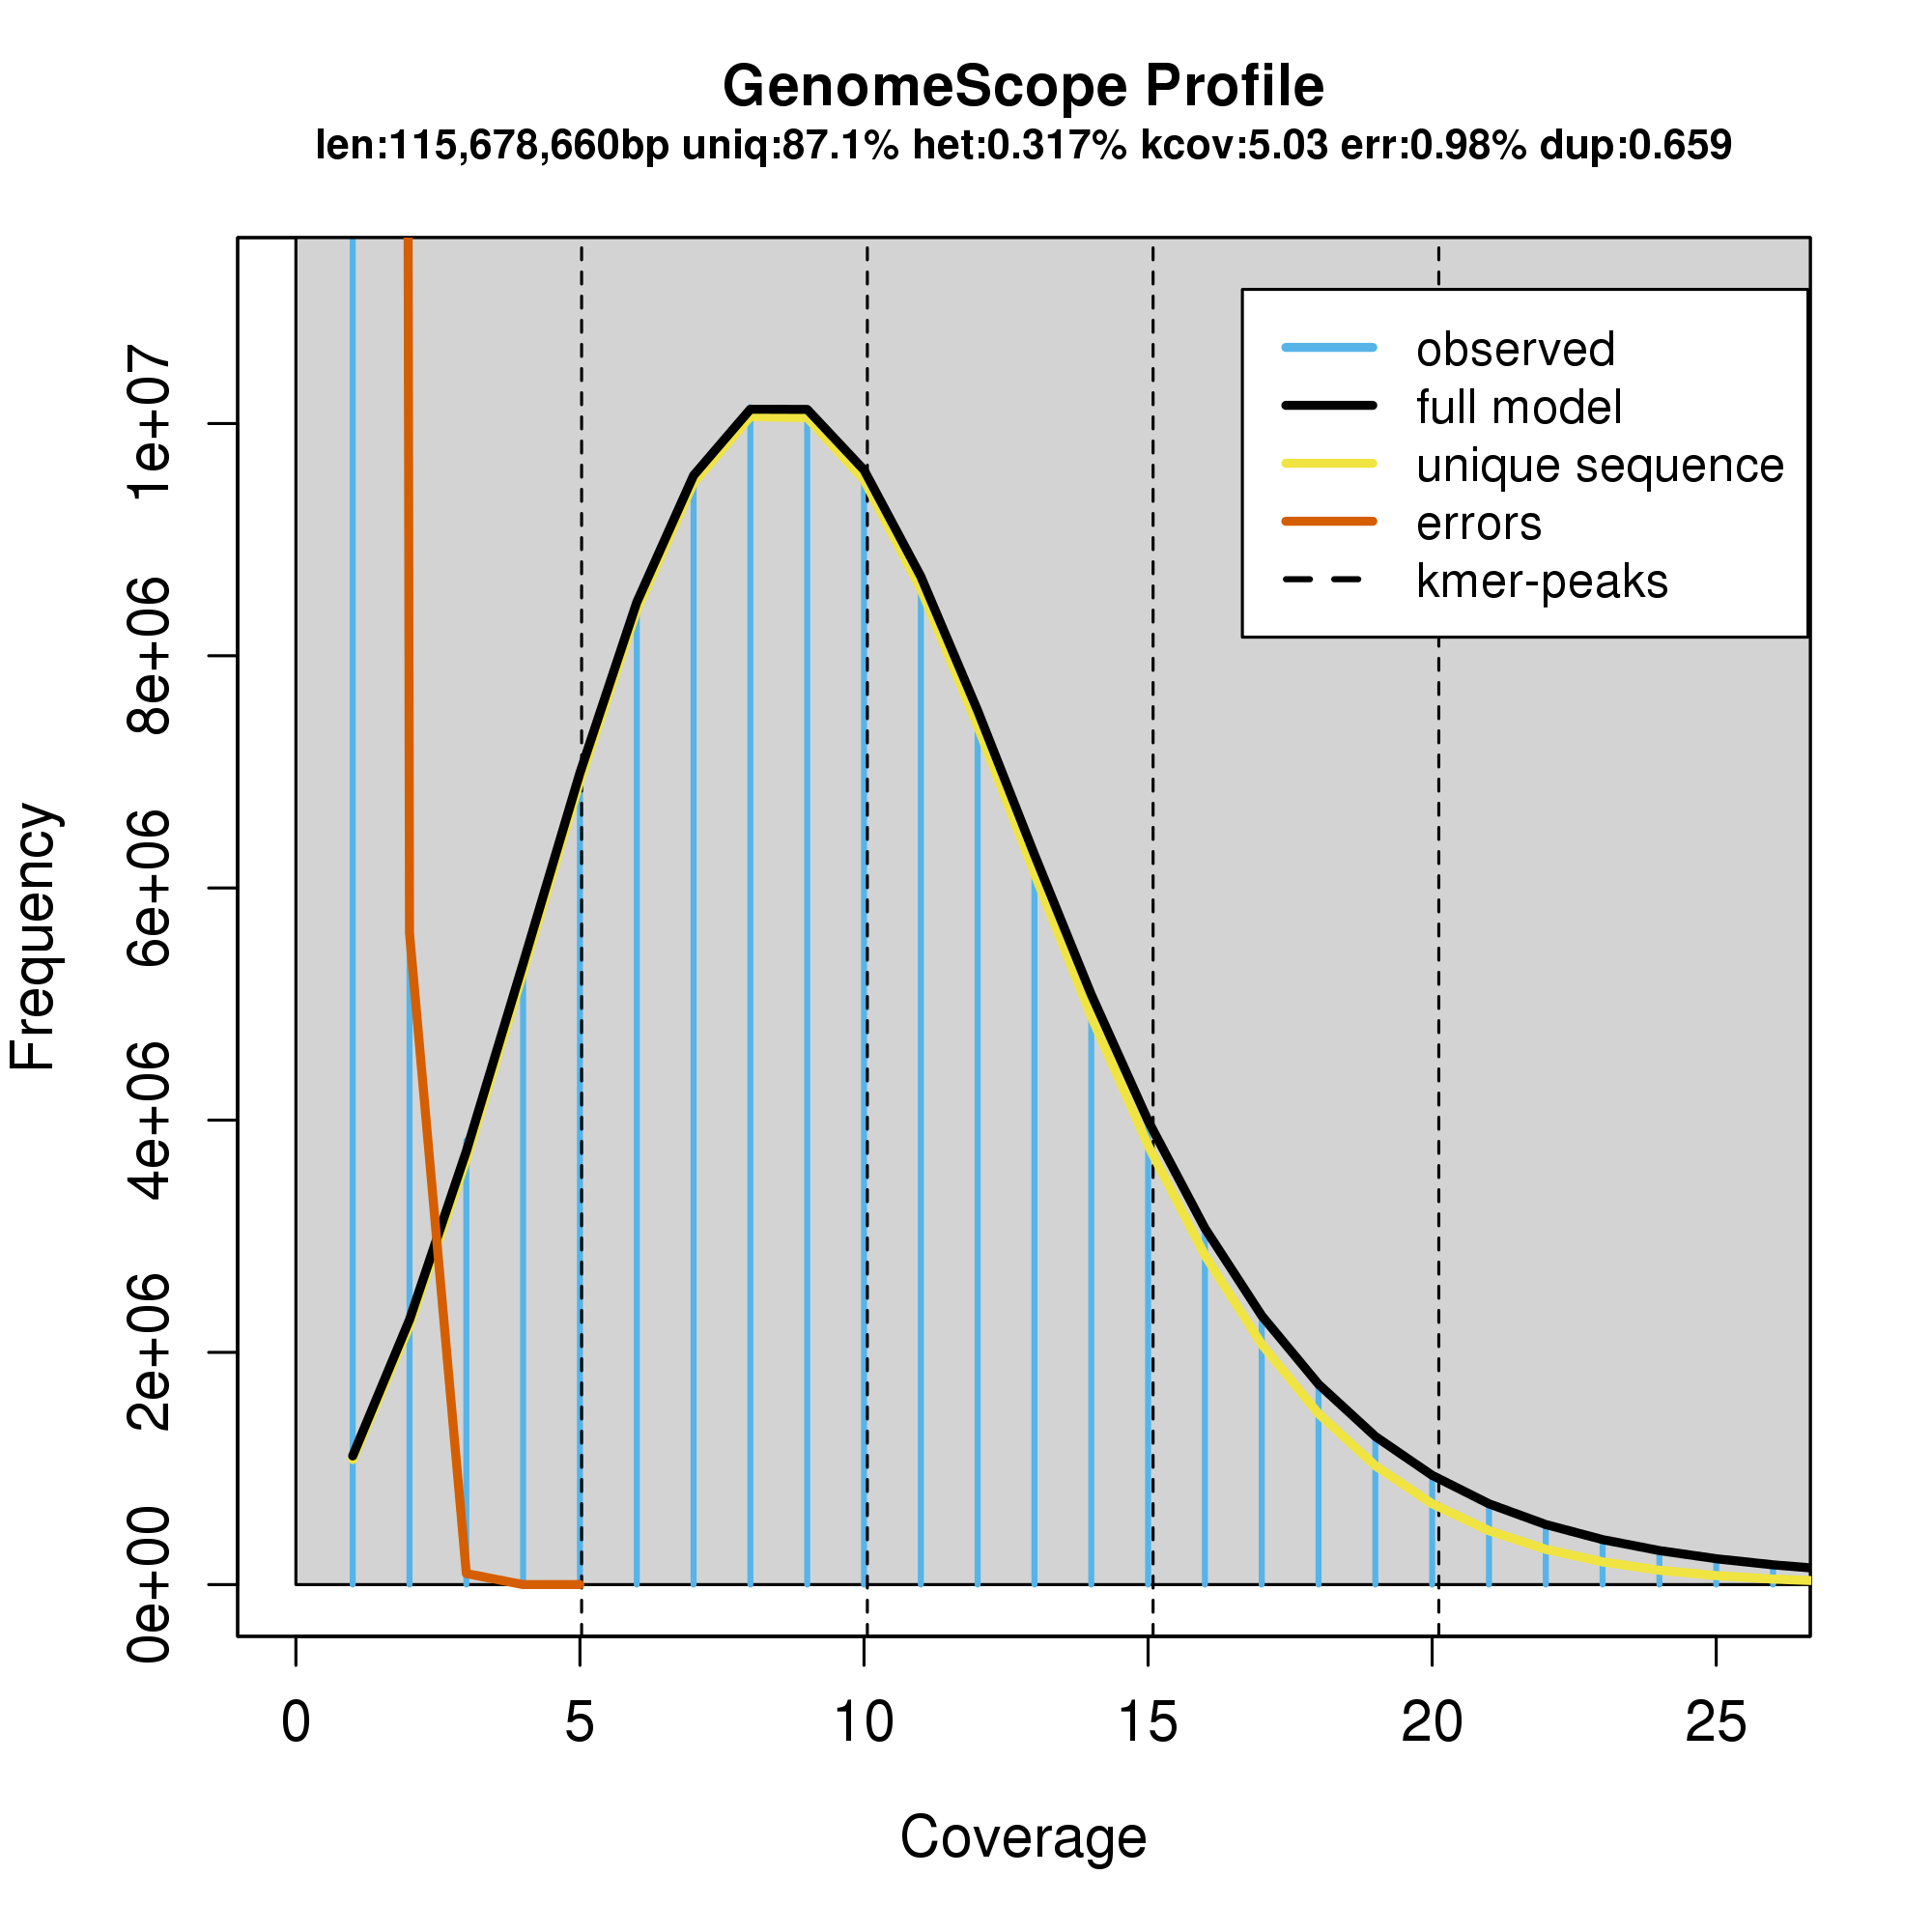 GenomeScope Profile
len:115,678,660bp uniq:87.1% het:0.317% kcov:5.03 err:0.98% dup:0.659
observed
full model
unique sequence
errors
kmer-peaks
Frequency
1e+07
8e+06
6e+06
4e+06
2e+06
0e+00
0 5 10 15 20 25
Coverage